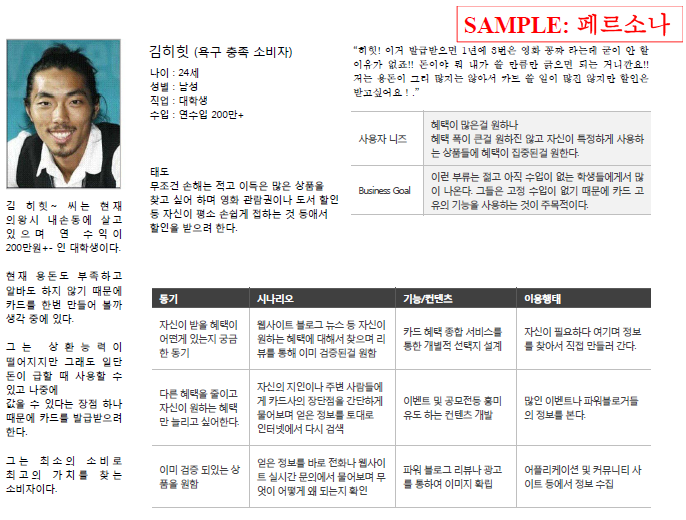 SAMPLE: 페르소나
김히힛 (욕구 충족 소비자)
나이 : 24세
성별 : 남성
직업 : 대학생
수입 : 연수입 200만+
태도
무조건 손해는 적고 이득은 많은 상품을
찾고 싶어 하며 영화 관람권이나 도서 할인
등 자신이 평소 손쉽게 접하는 것 등애서
할인을 받으려 한다.
“히힛! 이거 발급받으면 1년에 8번은 영화 꽁짜 라는데 굳이 안 할
이유가 없죠!! 돈이야 뭐 내가 쓸 만큼만 긁으면 되는 거니깐요!!
저는 용돈이 그리 많지는 않아서 카드 쓸 일이 많진 않지만 할인은
받고싶어요 ! .”
사용자 니즈
혜택이 많은걸 원하나
혜택 폭이 큰걸 원하진 않고 자신이 특정하게 사용하
는 상품들에 혜택이 집중된걸 원한다.
Business Goal
이런 부류는 젊고 아직 수입이 없는 학생들에게서 많
이 나온다. 그들은 고정 수입이 없기 때문에 카드 고
유의 기능을 사용하는 것이 주목적이다.
김 히힛~ 씨는 현재
의왕시 내손동에 살고
있으며 연 수익이
200만원+- 인 대학생이다.
현재 용돈도 부족하고
알바도 하지 않기 때문에
카드를 한번 만들어 볼까
생각 중에 있다.
그는 상환능력이
떨어지지만 그래도 일단
돈이 급할 때 사용할 수
있고 나중에
값을 수 있다는 장점 하나
때문에 카드를 발급받으려
한다.
그는 최소의 소비로
최고의 가치를 찾는
소비자이다.
동기
시나리오
기능/컨텐츠
이용행태
자신이 받을 혜택이
어떤게 있는지 궁금
한 동기
웹사이트 블로그 뉴스 등 자신이
원하는 혜택에 대해서 찾으며 리
뷰를 통해 이미 검증된걸 원함
카드 혜택 종합 서비스를
통한 개별적 선택지 설계
자신이 필요하다 여기며 정보
를 찾아서 직접 만들러 간다.
다른 혜택을 줄이고
자신이 원하는 혜택
만 늘리고 싶어한다.
자신의 지인이나 주변 사람들에
게 카드사의 장단점을 간단하게
물어보며 얻은 정보를 토대로
인터넷에서 다시 검색
이벤트 및 공모전등 흥미
유도 하는 컨텐츠 개발
많인 이벤트나 파워블로거들
의 정보를 본다.
이미 검증 되있는 상
품을 원함
얻은 정보를 바로 전화나 웹사이
트 실시간 문의에서 물어보며 무
엇이 어떻게 왜 되는지 확인
파워 블로그 리뷰나 광고
를 통하여 이미지 확립
어플리케이션 및 커뮤니티 사
이트 등에서 정보 수집